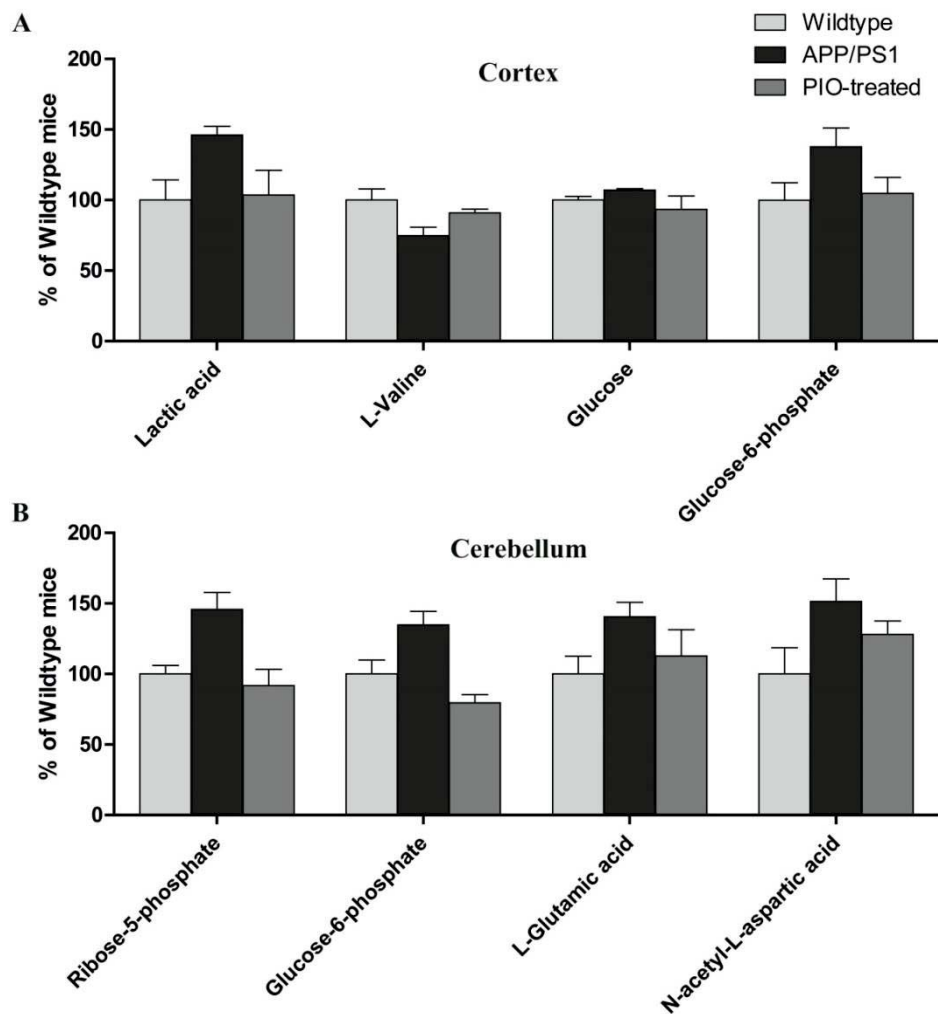 A
Wildtype
APP/PS1
PIO-treated
Cortex
% of Wildtype mice
200
150
100
50
0
Lactic acid
L-Valine
Glucose
Glucose-6-phosphate
B
Cerebellum
% of Wildtype mice
200
150
100
50
0
Ribose-5-phosphate
Glucose-6-phosphate
L-Glutamic acid
N-acetyl-L-aspartic acid